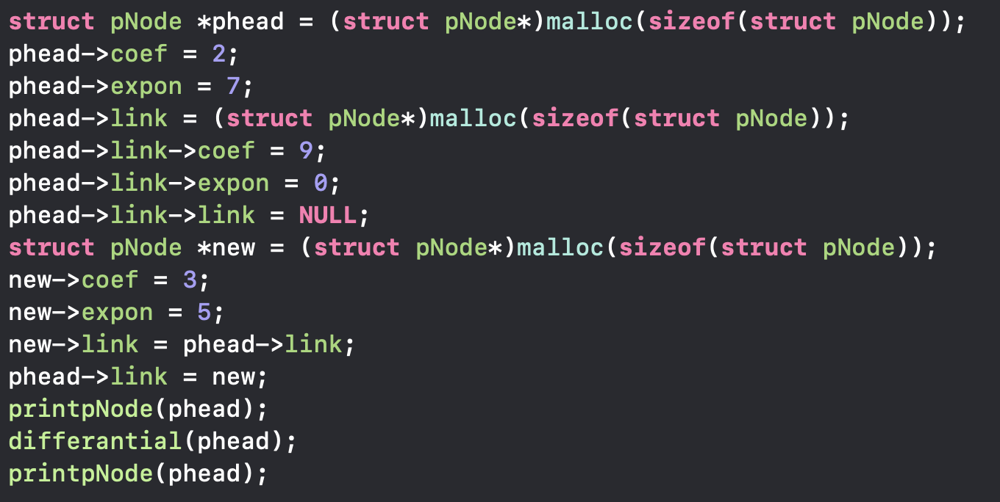 struct pNode *phead = (struct pNode*)malloc(sizeof(struct pNode));
phead->coef = 2;
phead->expon = 7;
phead->link = (struct pNode*)malloc(sizeof(struct pNode));
phead->link->coef = 9;
phead->link->expon = 0;
phead->link->link = NULL;
struct pNode *new = (struct pNode*)malloc(sizeof(struct pNode));
new->coef = 3;
new->expon = 5;
new->link = phead->link;
phead->link = new;
printpNode(phead);
differantial(phead);
printpNode(phead);